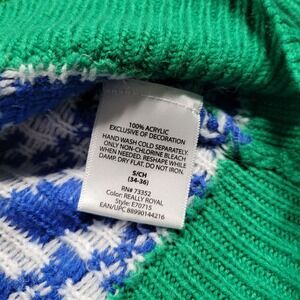 100% ACRYLIC
EXCLUSIVE OF DECORATION
HAND WASH COLD SEPARATELY,
ONLY NON-CHLORINE BLEACH
WHEN NEEDED. RESHAPE WHILE
DAMP. DRY FLAT. DO NOT IRON.
S/CH
(34-36)
RN# 73352
Color: REALLY ROYAL
Style: E70715
EAN/UPC 88990144216